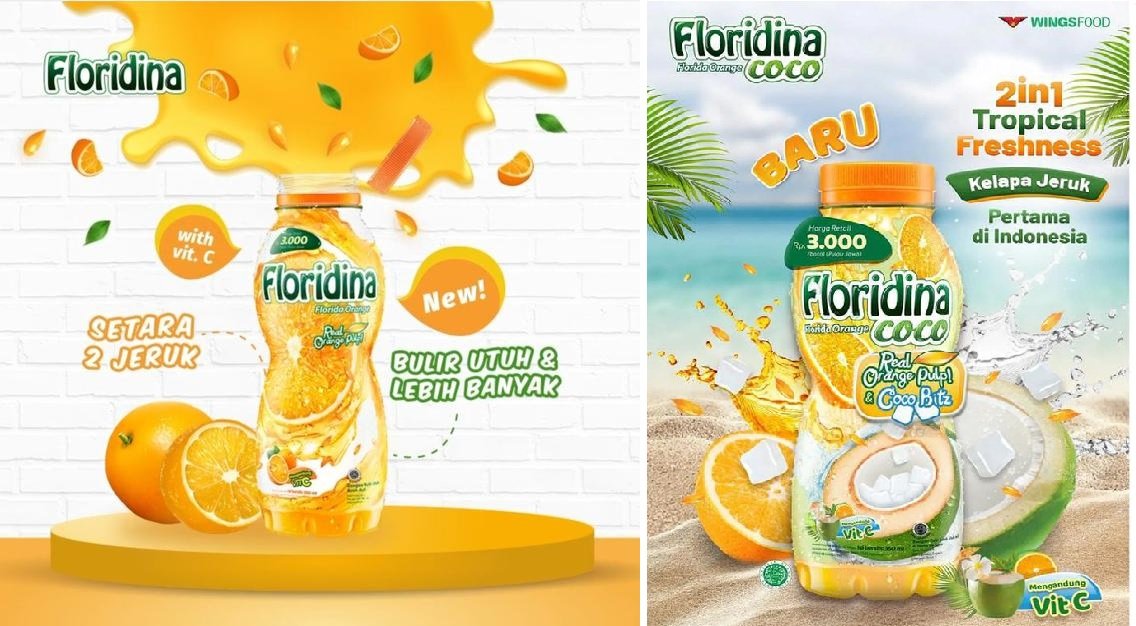 Floridina
with
vit. C
3.000
Floridina
Florida Orange
Real
Orange Pulp!
New!
SETARA
2 JERUK
BULIR UTUH &
LEBIH BANYAK
Vit C
Floridina
Florida Orange coco
WINGSFOOD
BARU
2in1
Tropical
Freshness
Kelapa Jeruk
Pertama
di Indonesia
Harga Retail
Rp. 3.000
Floridina
Florida Orange coco
Real
Orange Pulp!
& Coco Bitz
Mengandung
Vit C
Mengandung
Vit C